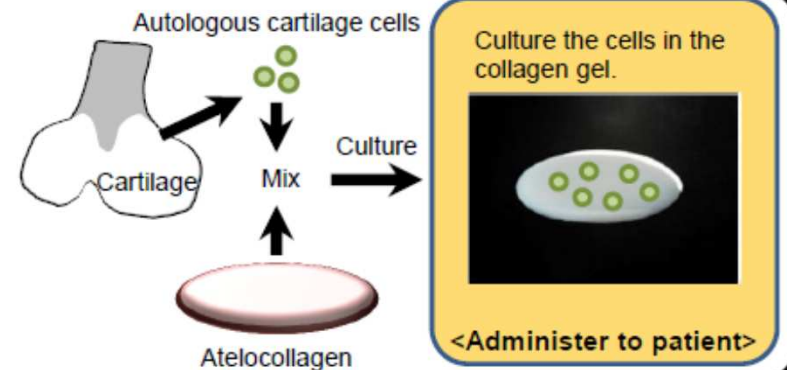 Autologous cartilage cells
Cartilage
Mix
Culture
Atelocollagen
Culture the cells in the
collagen gel.
<Administer to patient>